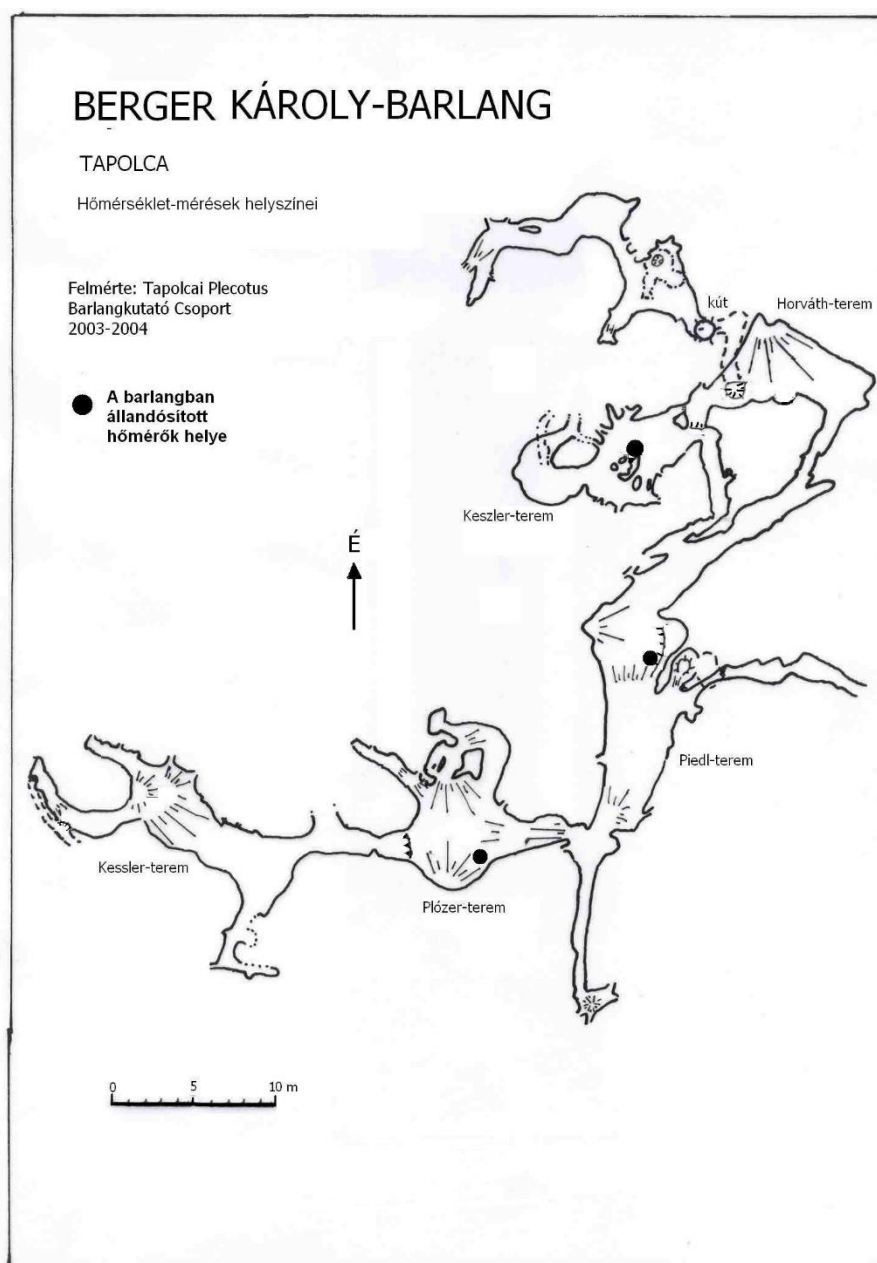 BERGER KÁROLY-BARLANG
TAPOLCA
Hőmérséklet-mérések helyszínei
Felmérte: Tapolcai Plecotus
Barlangkutató Csoport
2003-2004
A barlangban
állandósított
hőmérők helye
kút
Horváth-terem
Keszler-terem
É
Piedl-terem
Kessler-terem
Plózer-terem
0 5 10 m